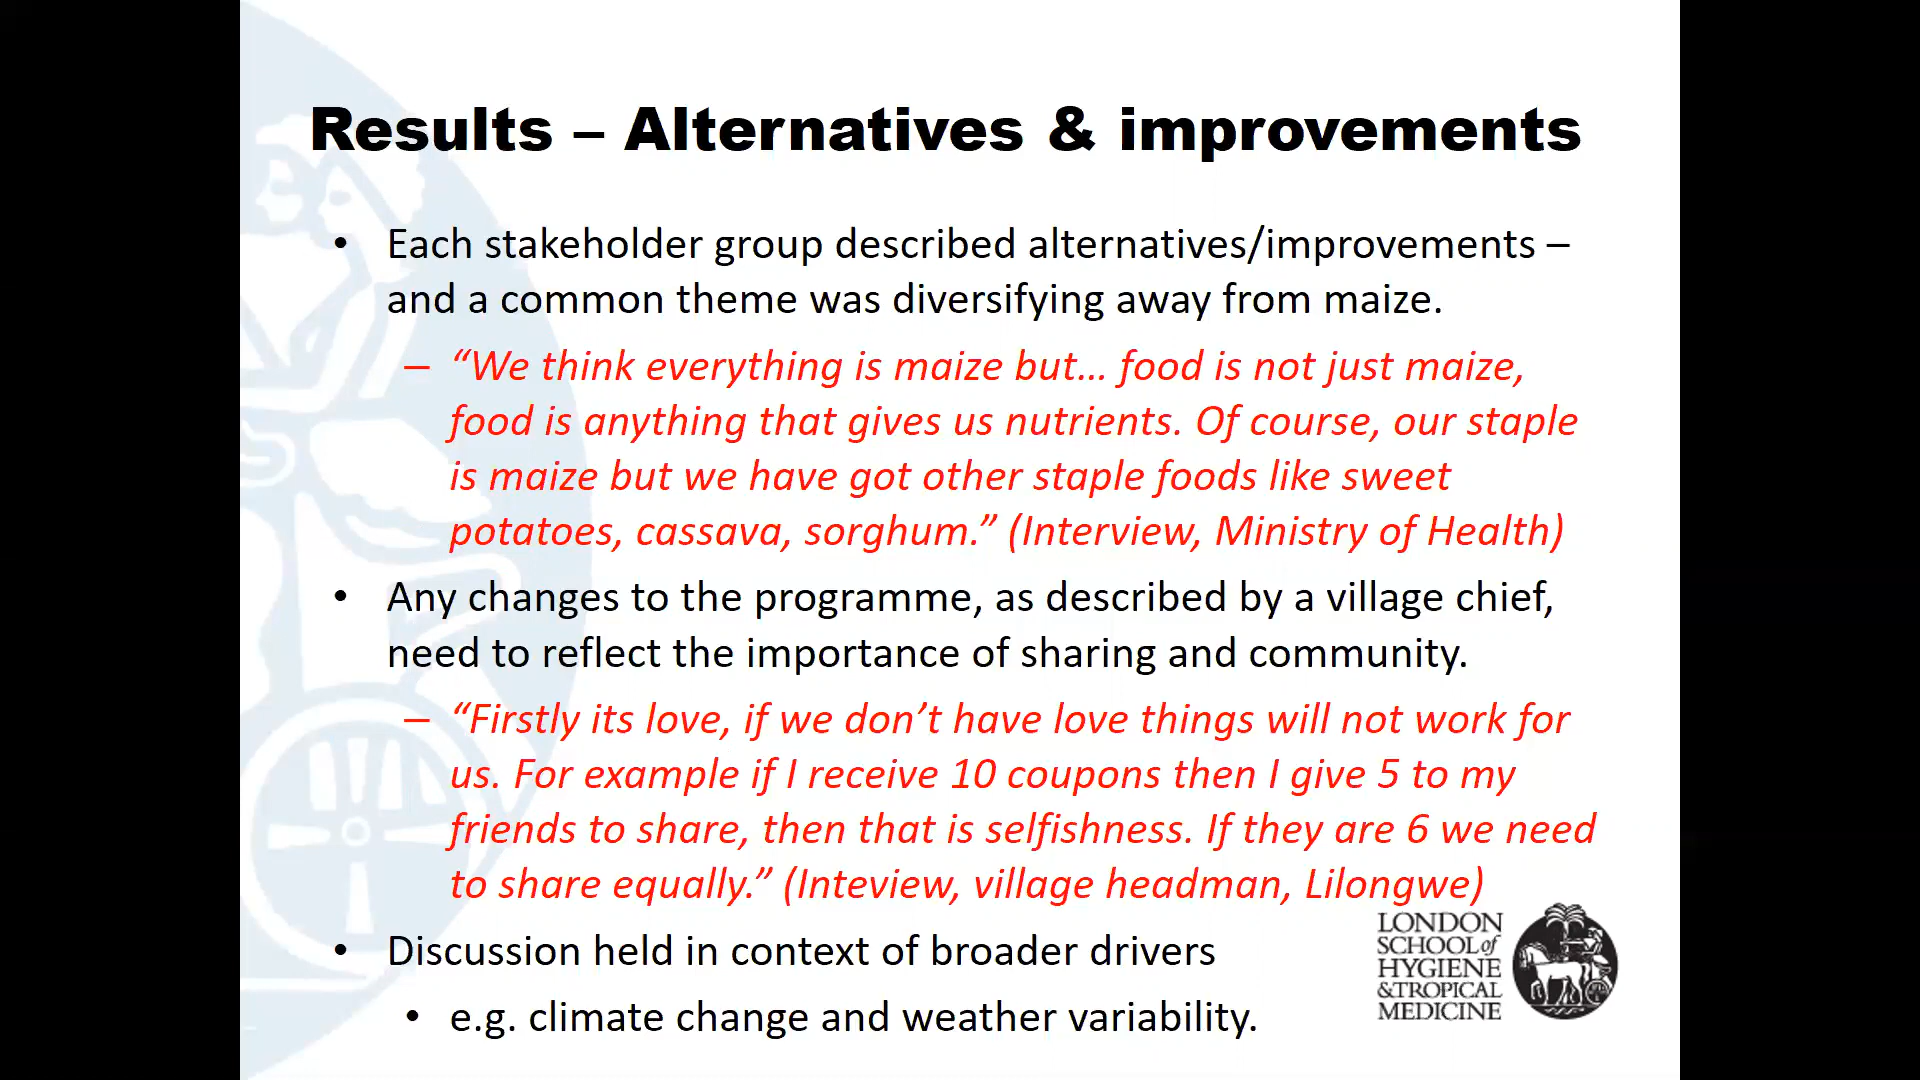 Results – Alternatives & improvements
• Each stakeholder group described alternatives/improvements –
and a common theme was diversifying away from maize.
– “We think everything is maize but… food is not just maize,
food is anything that gives us nutrients. Of course, our staple
is maize but we have got other staple foods like sweet
potatoes, cassava, sorghum.” (Interview, Ministry of Health)
• Any changes to the programme, as described by a village chief,
need to reflect the importance of sharing and community.
– “Firstly its love, if we don’t have love things will not work for
us. For example if I receive 10 coupons then I give 5 to my
friends to share, then that is selfishness. If they are 6 we need
to share equally.” (Inteview, village headman, Lilongwe)
• Discussion held in context of broader drivers
• e.g. climate change and weather variability.
LONDON
SCHOOL of
HYGIENE
& TROPICAL
MEDICINE